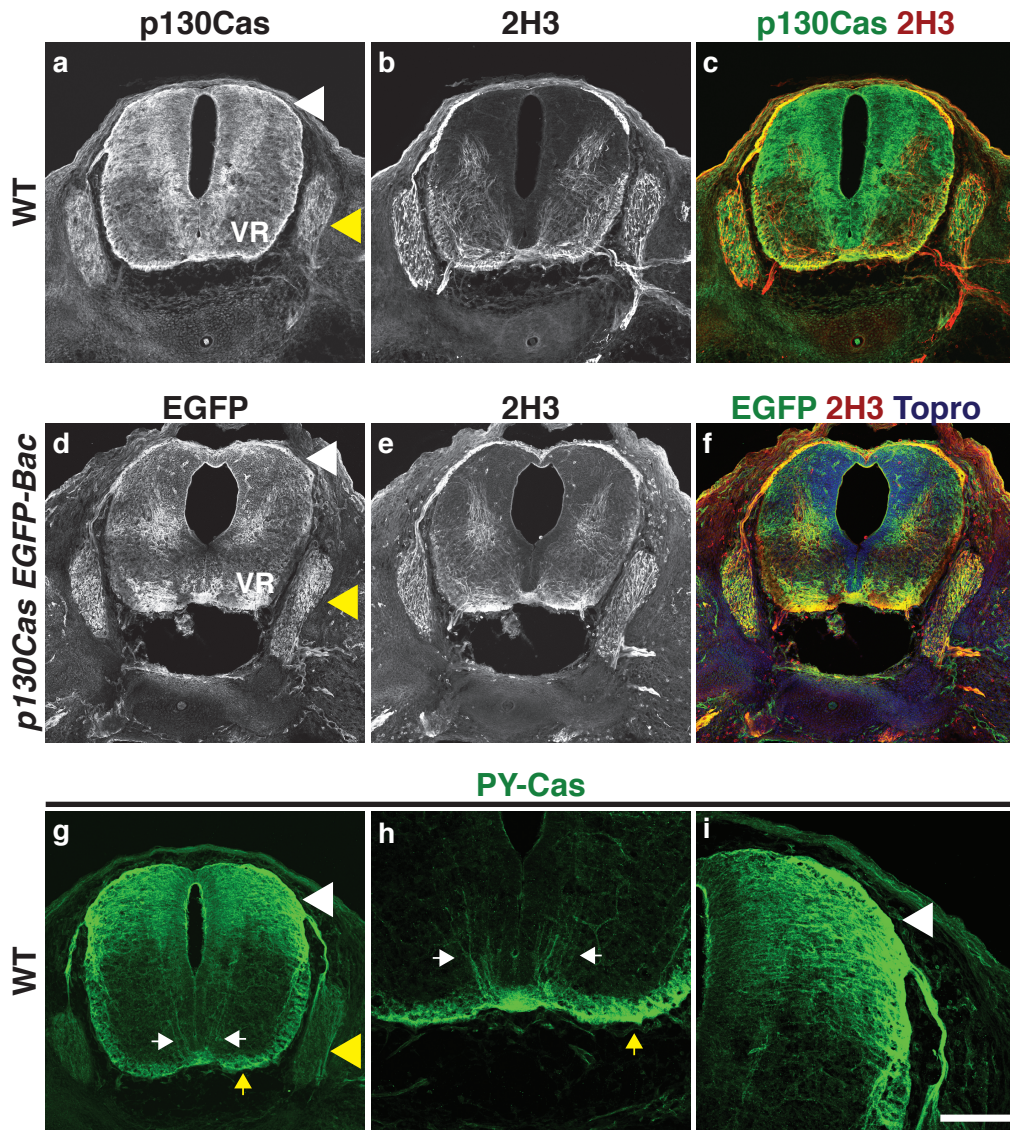 p130Cas
2H3
p130Cas 2H3
WT
a
VR
b
c
EGFP
2H3
EGFP 2H3 Topro
p130Cas EGFP-Bac
d
VR
e
f
PY-Cas
WT
g
h
i